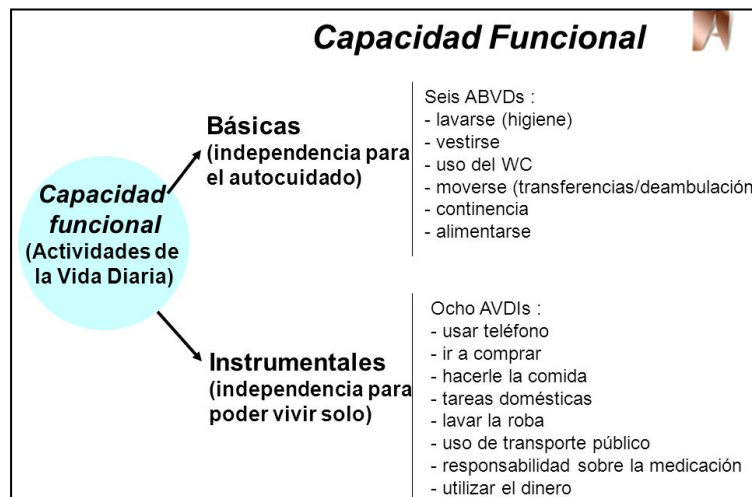 Capacidad Funcional
Capacidad
funcional
(Actividades de
la Vida Diaria)
Básicas
(independencia para
el autocuidado)
Seis ABVDs :
- lavarse (higiene)
- vestirse
- uso del WC
- moverse (transferencias/deambulación
- continencia
- alimentarse
Instrumentales
(independencia para
poder vivir solo)
Ocho AVDIs :
- usar teléfono
- ir a comprar
- hacerle la comida
- tareas domésticas
- lavar la roba
- uso de transporte público
- responsabilidad sobre la medicación
- utilizar el dinero